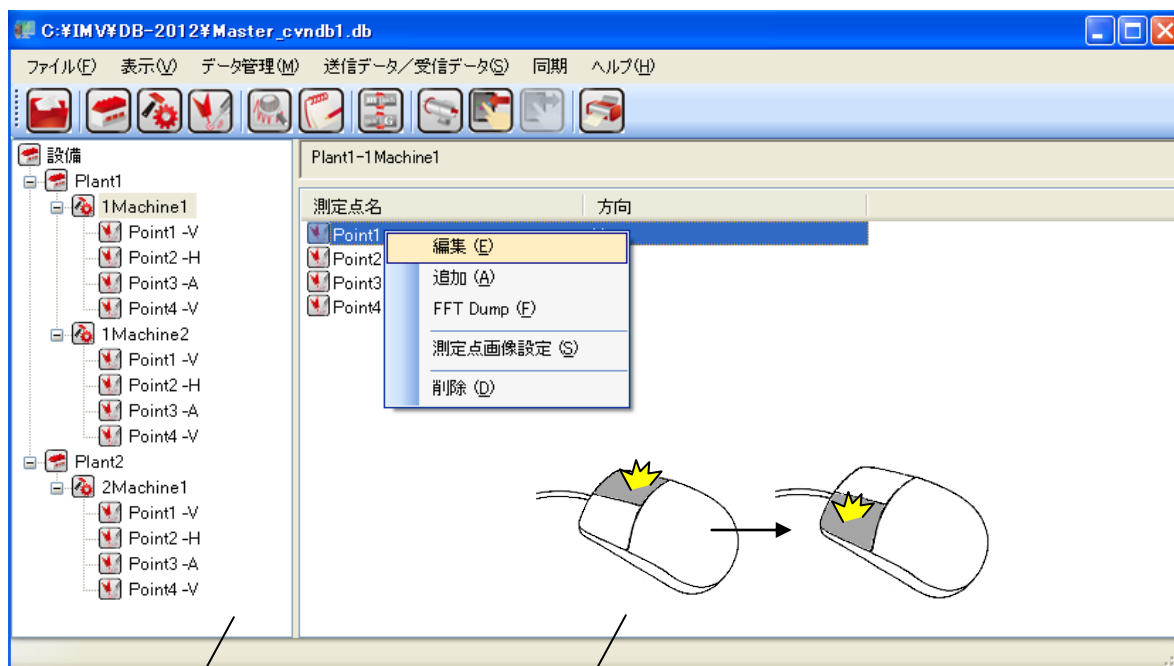 C:¥IMV¥DB-2012¥Master_cvndb1.db
ファイル(F) 表示(V) データ管理(M) 送信データ/受信データ(S) 同期 ヘルプ(H)
設備
Plant1
1Machine1
Point1 -V
Point2 -H
Point3 -A
Point4 -V
1Machine2
Point1 -V
Point2 -H
Point3 -A
Point4 -V
Plant2
2Machine1
Point1 -V
Point2 -H
Point3 -A
Point4 -V
Plant1-1Machine1
測定点名 方向
Point1
Point2
Point3
Point4
編集 (E)
追加 (A)
FFT Dump (F)
測定点画像設定 (S)
削除 (D)